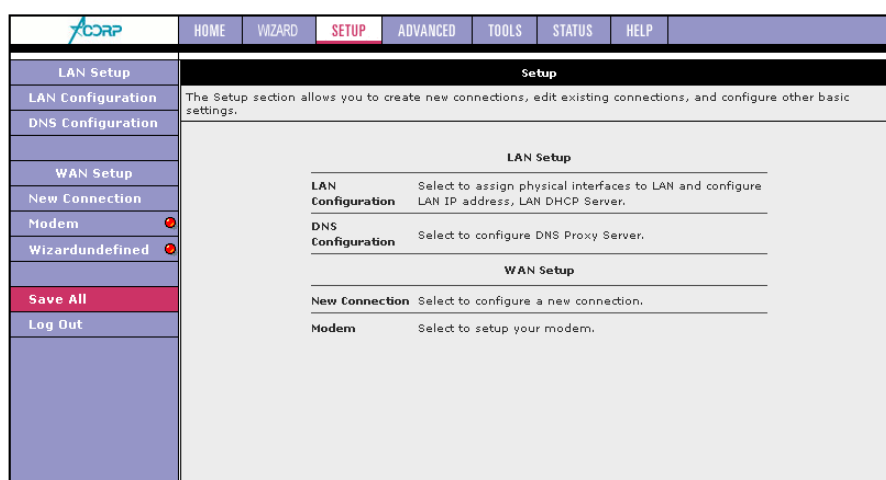 ACORP
HOME WIZARD SETUP ADVANCED TOOLS STATUS HELP
LAN Setup
LAN Configuration
DNS Configuration
WAN Setup
New Connection
Modem
Wizardundefined
Save All
Log Out
Setup
The Setup section allows you to create new connections, edit existing connections, and configure other basic
settings.
LAN Setup
LAN
Configuration
Select to assign physical interfaces to LAN and configure
LAN IP address, LAN DHCP Server.
DNS
Configuration
Select to configure DNS Proxy Server.
WAN Setup
New Connection Select to configure a new connection.
Modem Select to setup your modem.